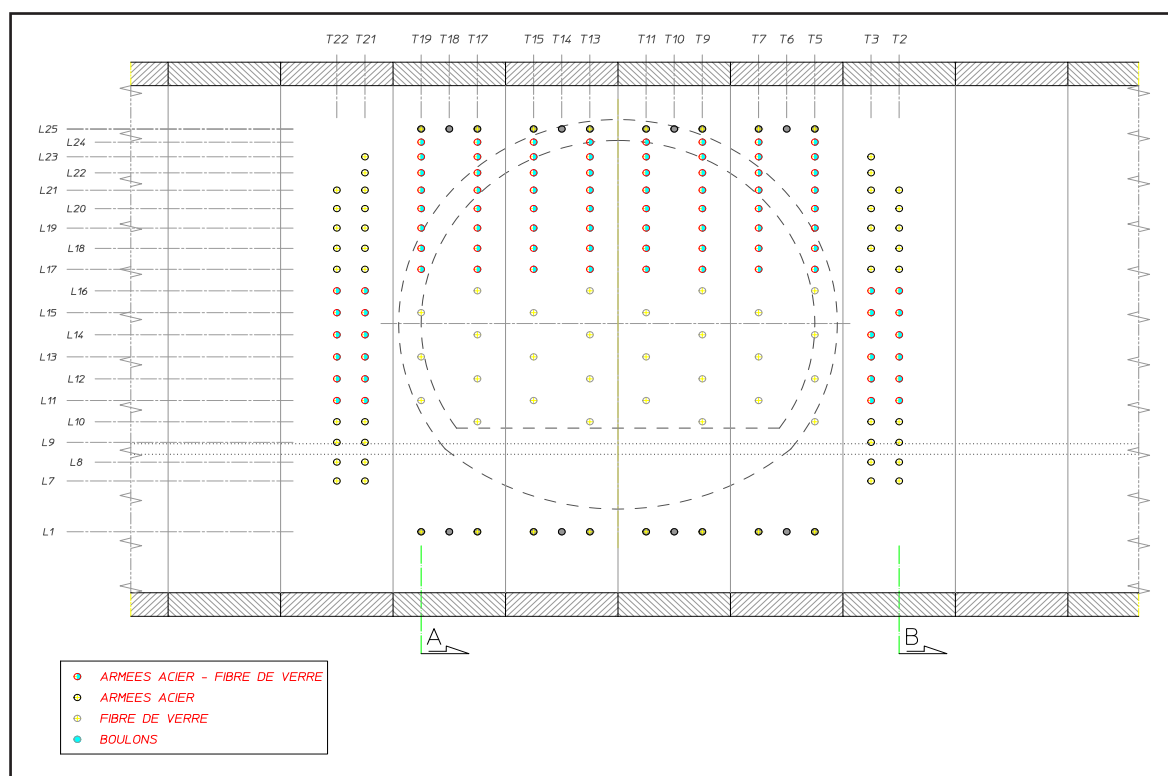 T22 T21 T19 T18 T17 T15 T14 T13 T11 T10 T9 T7 T6 T5 T3 T2
L25
L24
L23
L22
L21
L20
L19
L18
L17
L16
L15
L14
L13
L12
L11
L10
L9
L8
L7
L1
A B
ARMEES ACIER - FIBRE DE VERRE
ARMEES ACIER
FIBRE DE VERRE
BOULONS